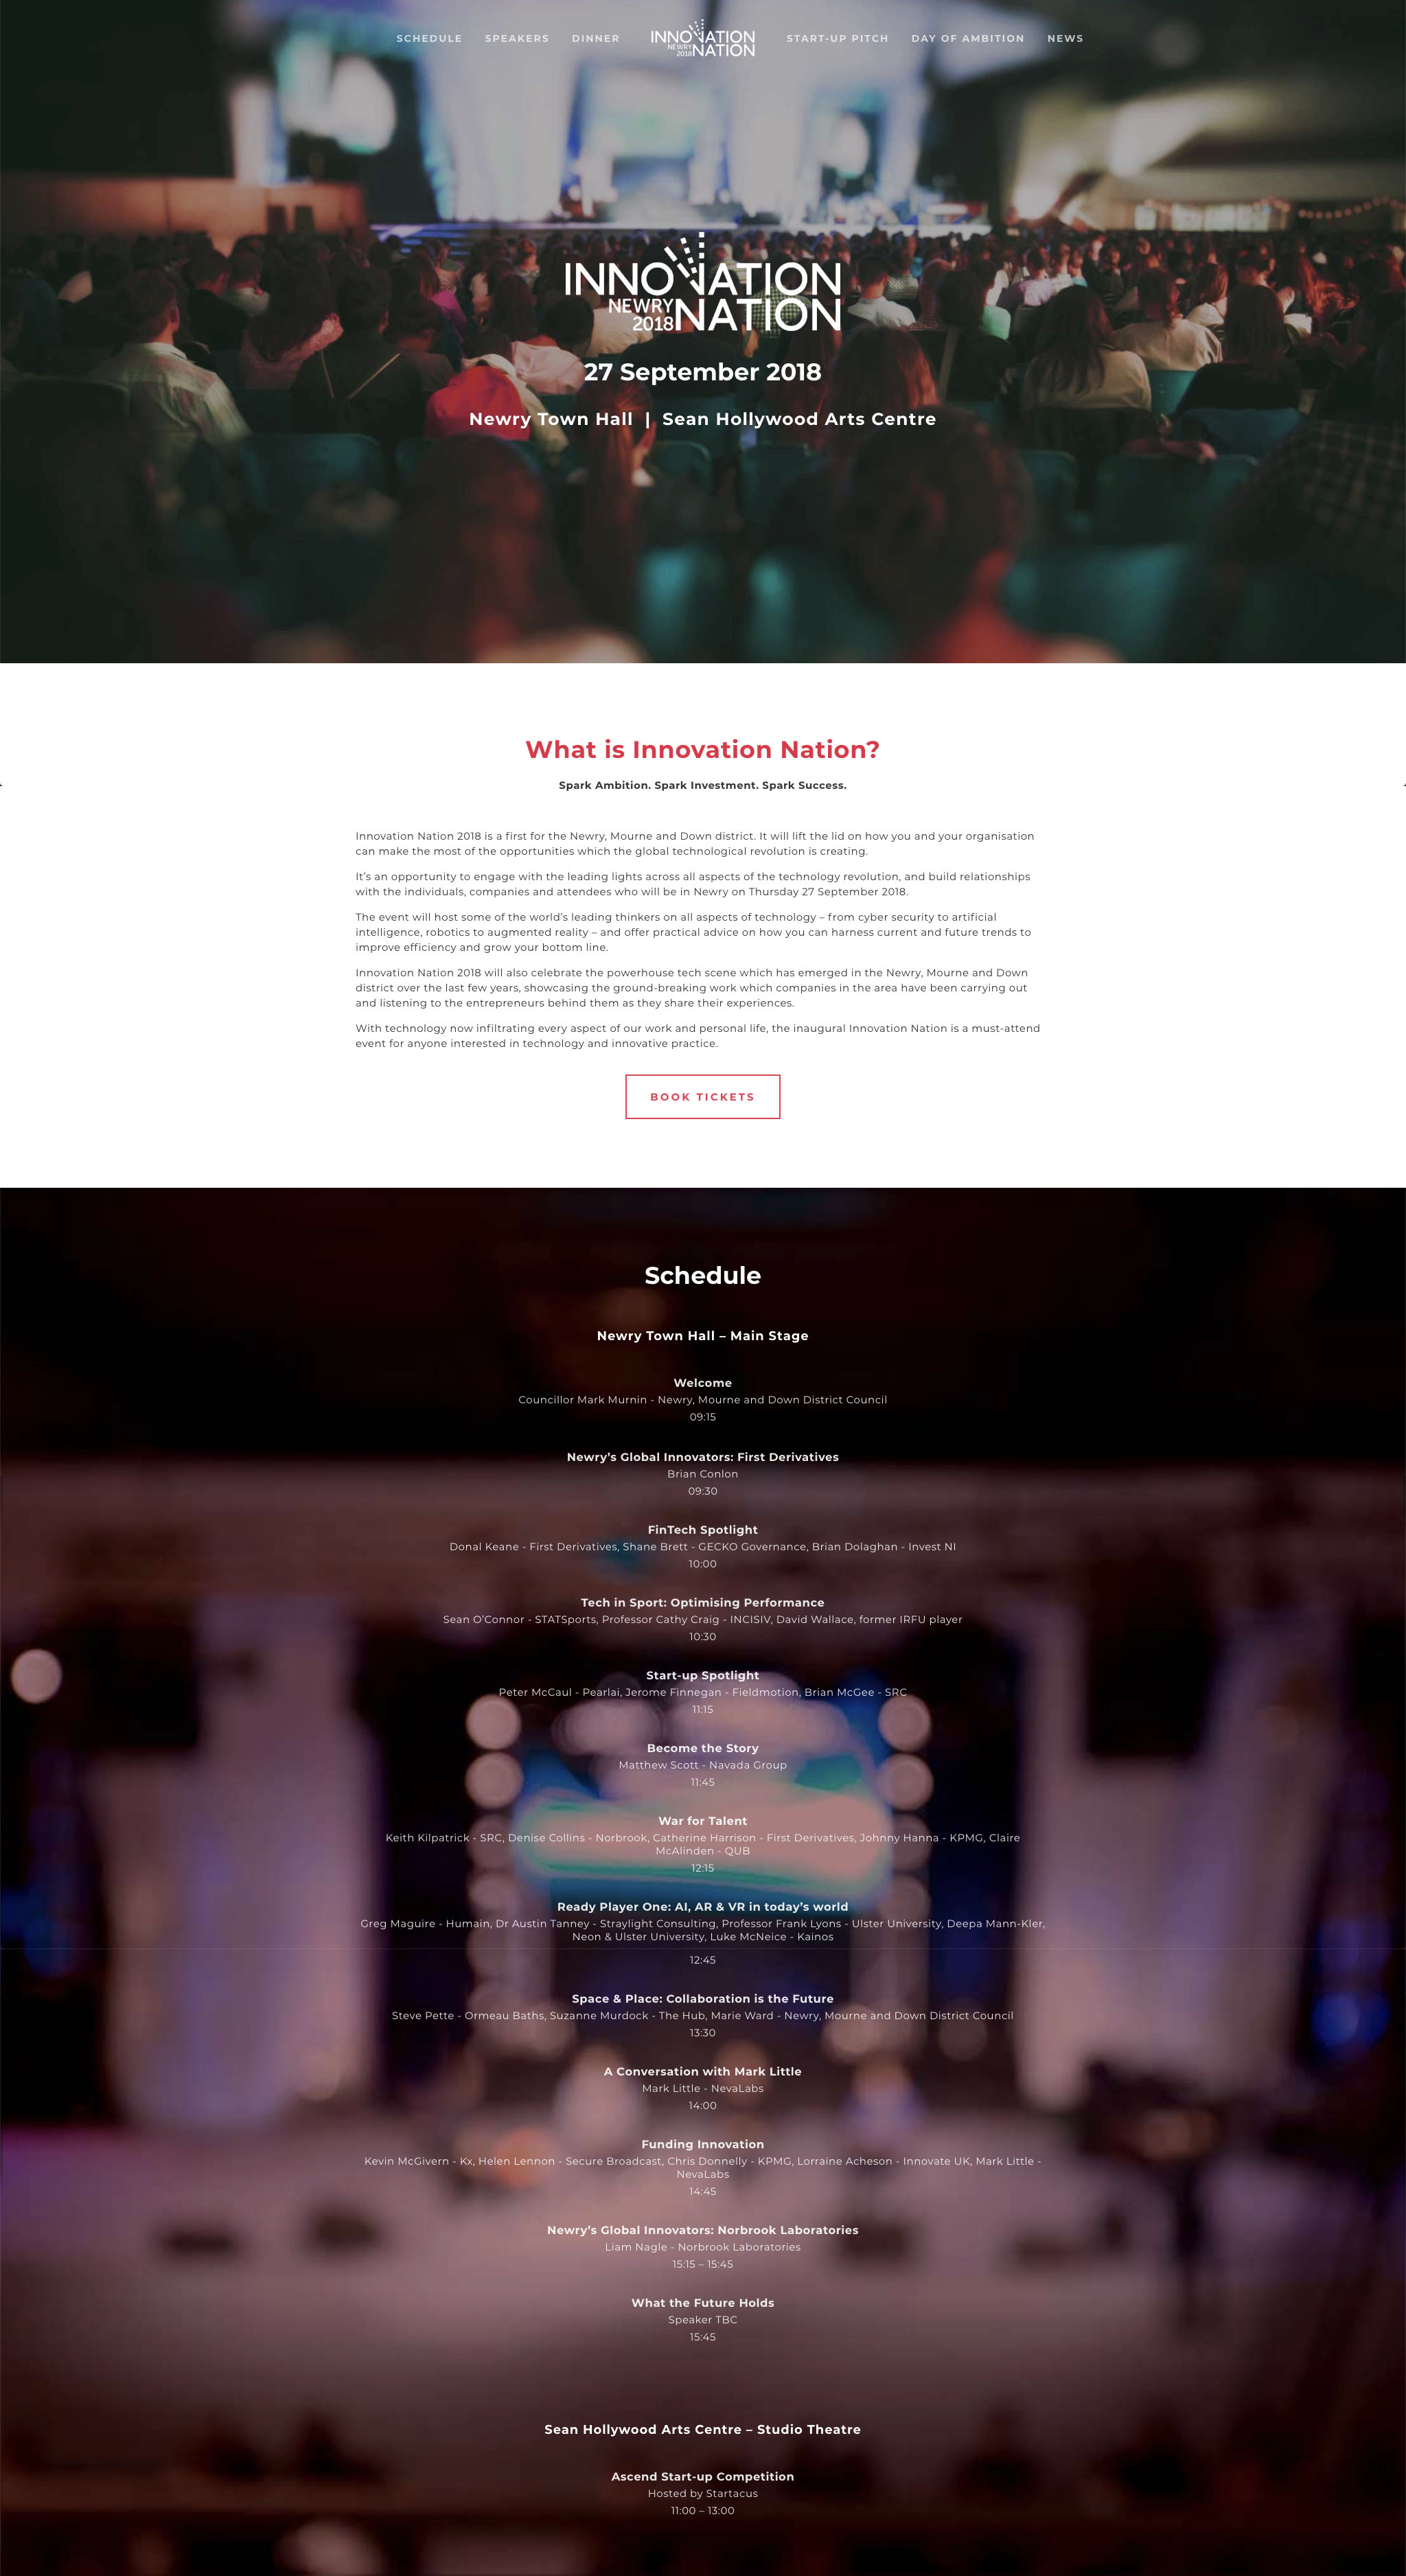 SCHEDULE SPEAKERS DINNER INNOVATION NEWRY 2018 NATION START-UP PITCH DAY OF AMBITION NEWS
INNOVATION
NEWRY
2018 NATION
27 September 2018
Newry Town Hall | Sean Hollywood Arts Centre
What is Innovation Nation?
Spark Ambition. Spark Investment. Spark Success.
Innovation Nation 2018 is a first for the Newry, Mourne and Down district. It will lift the lid on how you and your organisation
can make the most of the opportunities which the global technological revolution is creating.
It’s an opportunity to engage with the leading lights across all aspects of the technology revolution, and build relationships
with the individuals, companies and attendees who will be in Newry on Thursday 27 September 2018.
The event will host some of the world’s leading thinkers on all aspects of technology – from cyber security to artificial
intelligence, robotics to augmented reality – and offer practical advice on how you can harness current and future trends to
improve efficiency and grow your bottom line.
Innovation Nation 2018 will also celebrate the powerhouse tech scene which has emerged in the Newry, Mourne and Down
district over the last few years, showcasing the ground-breaking work which companies in the area have been carrying out
and listening to the entrepreneurs behind them as they share their experiences.
With technology now infiltrating every aspect of our work and personal life, the inaugural Innovation Nation is a must-attend
event for anyone interested in technology and innovative practice.
BOOK TICKETS
Schedule
Newry Town Hall – Main Stage
Welcome
Councillor Mark Murnin - Newry, Mourne and Down District Council
09:15
Newry’s Global Innovators: First Derivatives
Brian Conlon
09:30
FinTech Spotlight
Donal Keane - First Derivatives, Shane Brett - GECKO Governance, Brian Dolaghan - Invest NI
10:00
Tech in Sport: Optimising Performance
Sean O’Connor - STATSports, Professor Cathy Craig - INCISIV, David Wallace, former IRFU player
10:30
Start-up Spotlight
Peter McCaul - Pearlai, Jerome Finnegan - Fieldmotion, Brian McGee - SRC
11:15
Become the Story
Matthew Scott - Navada Group
11:45
War for Talent
Keith Kilpatrick - SRC, Denise Collins - Norbrook, Catherine Harrison - First Derivatives, Johnny Hanna - KPMG, Claire
McAlinden - QUB
12:15
Ready Player One: AI, AR & VR in today’s world
Greg Maguire - Humain, Dr Austin Tanney - Straylight Consulting, Professor Frank Lyons - Ulster University, Deepa Mann-Kler,
Neon & Ulster University, Luke McNeice - Kainos
12:45
Space & Place: Collaboration is the Future
Steve Pette - Ormeau Baths, Suzanne Murdock - The Hub, Marie Ward - Newry, Mourne and Down District Council
13:30
A Conversation with Mark Little
Mark Little - NevaLabs
14:00
Funding Innovation
Kevin McGivern - Kx, Helen Lennon - Secure Broadcast, Chris Donnelly - KPMG, Lorraine Acheson - Innovate UK, Mark Little -
NevaLabs
14:45
Newry’s Global Innovators: Norbrook Laboratories
Liam Nagle - Norbrook Laboratories
15:15 – 15:45
What the Future Holds
Speaker TBC
15:45
Sean Hollywood Arts Centre – Studio Theatre
Ascend Start-up Competition
Hosted by Startacus
11:00 – 13:00